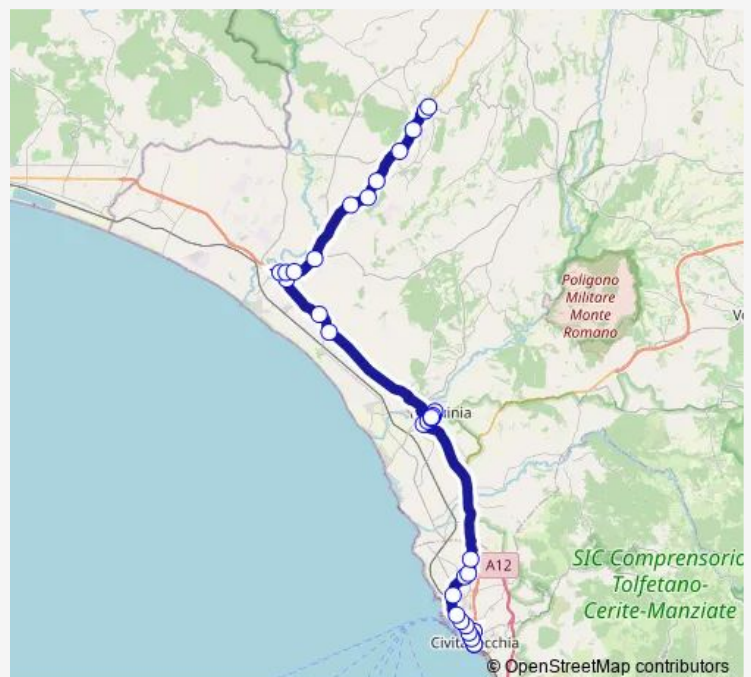 Poligono
Militare
Monte
Romano
A12
SIC Comprensorio
Tolfetano-
Cerite-Manziate
© OpenStreetMap contributors